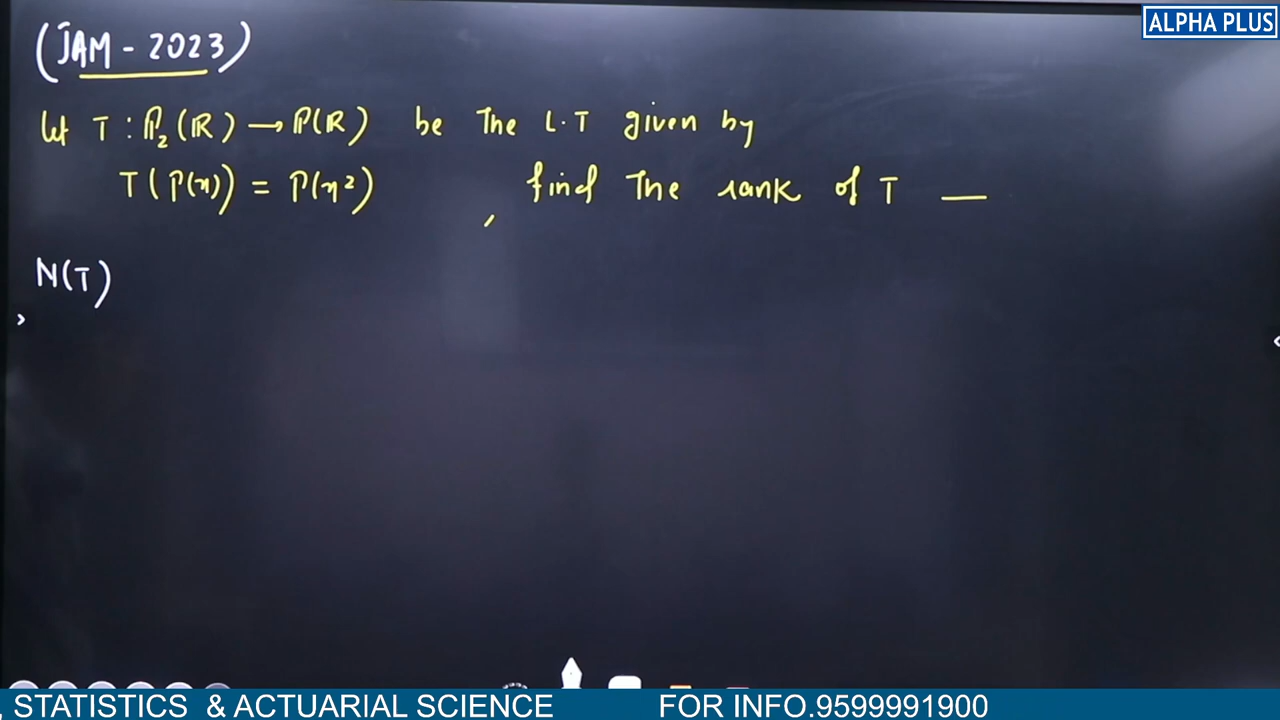 ALPHA PLUS
(JAM - 2023)
let T : P₂(R) → P(R) be The L.T given by
T(P(x)) = P(x²) , find The rank of T —
N(T)
STATISTICS & ACTUARIAL SCIENCE FOR INFO.9599991900